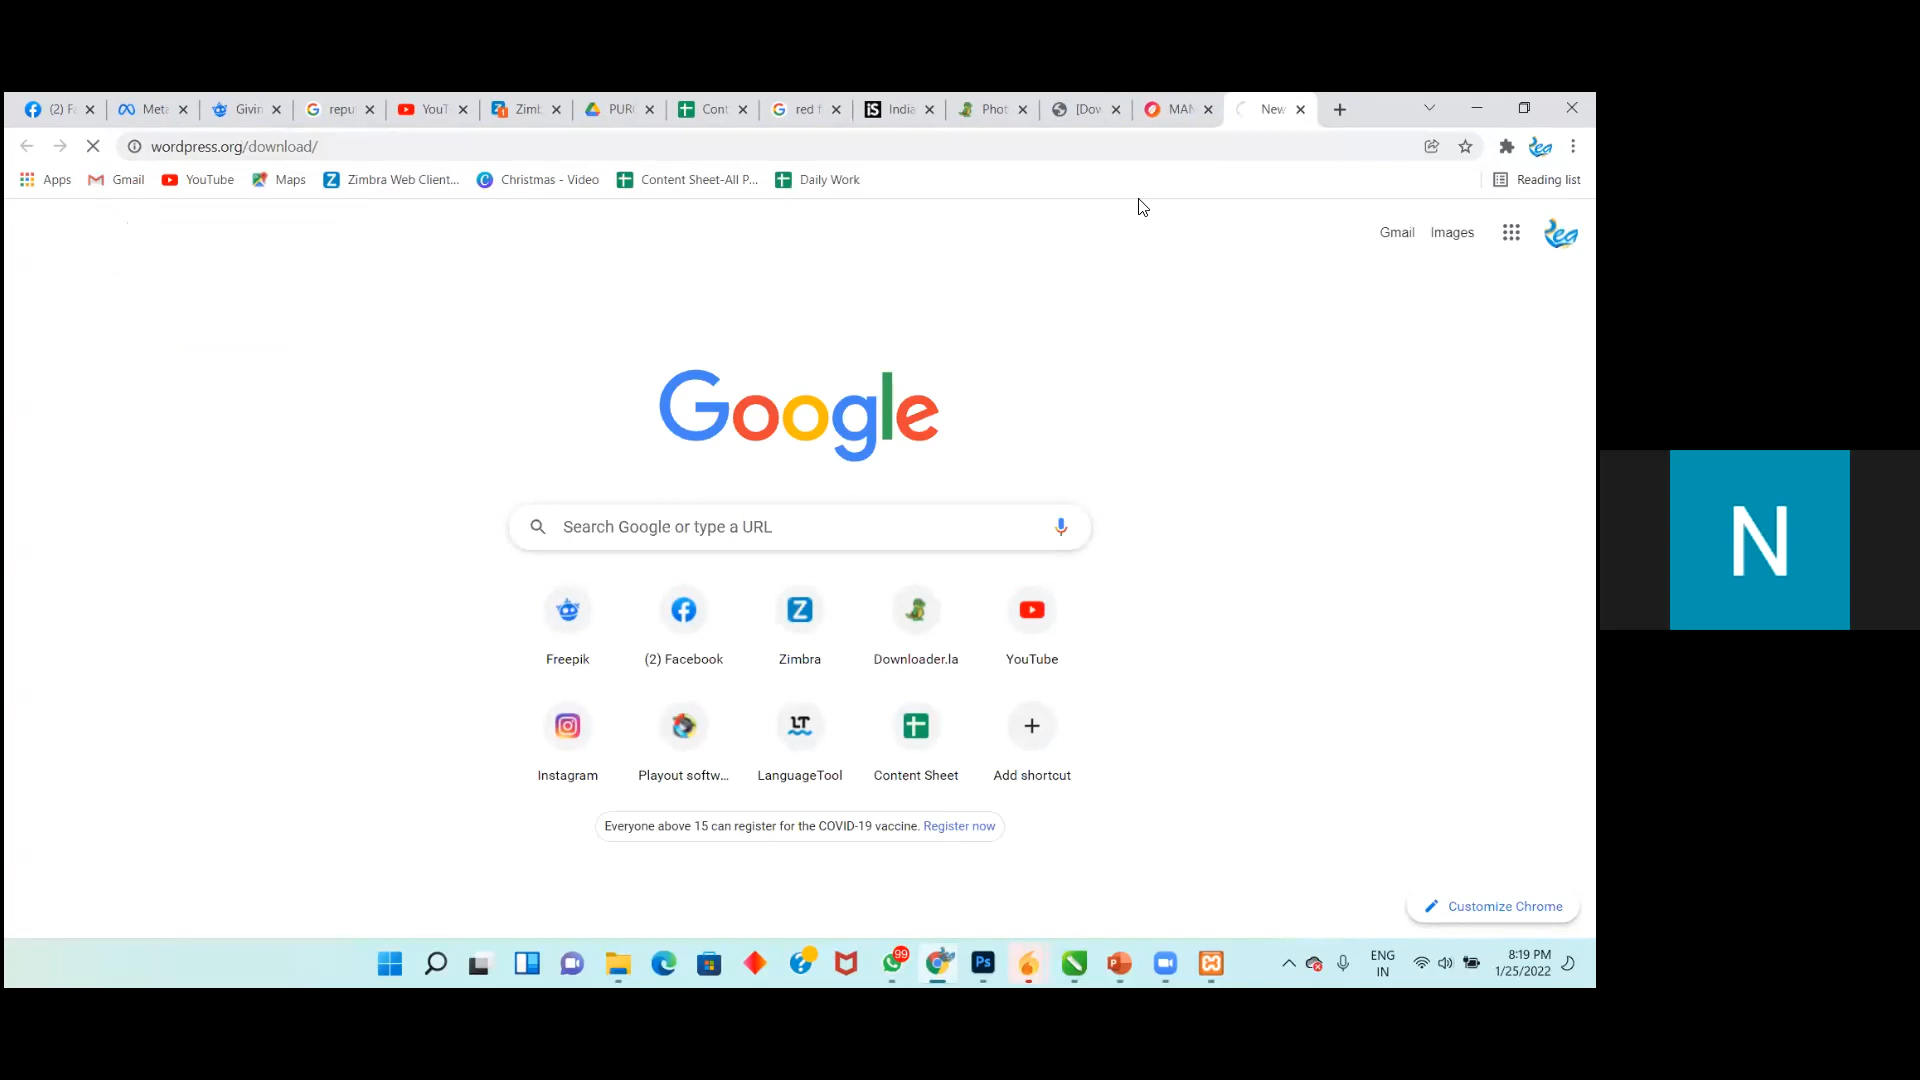 (2) F
Meta
Givin
repu
YouT
Zimb
PURC
Cont
red f
India
Phot
[Dow
MAN
New
wordpress.org/download/
Apps
Gmail
YouTube
Maps
Zimbra Web Client...
Christmas - Video
Content Sheet-All P...
Daily Work
Reading list
Gmail
Images
Google
Search Google or type a URL
Freepik
(2) Facebook
Zimbra
Downloader.la
YouTube
Instagram
Playout softw...
LanguageTool
Content Sheet
Add shortcut
Everyone above 15 can register for the COVID-19 vaccine. Register now
Customize Chrome
99
Ps
ENG
IN
8:19 PM
1/25/2022
N